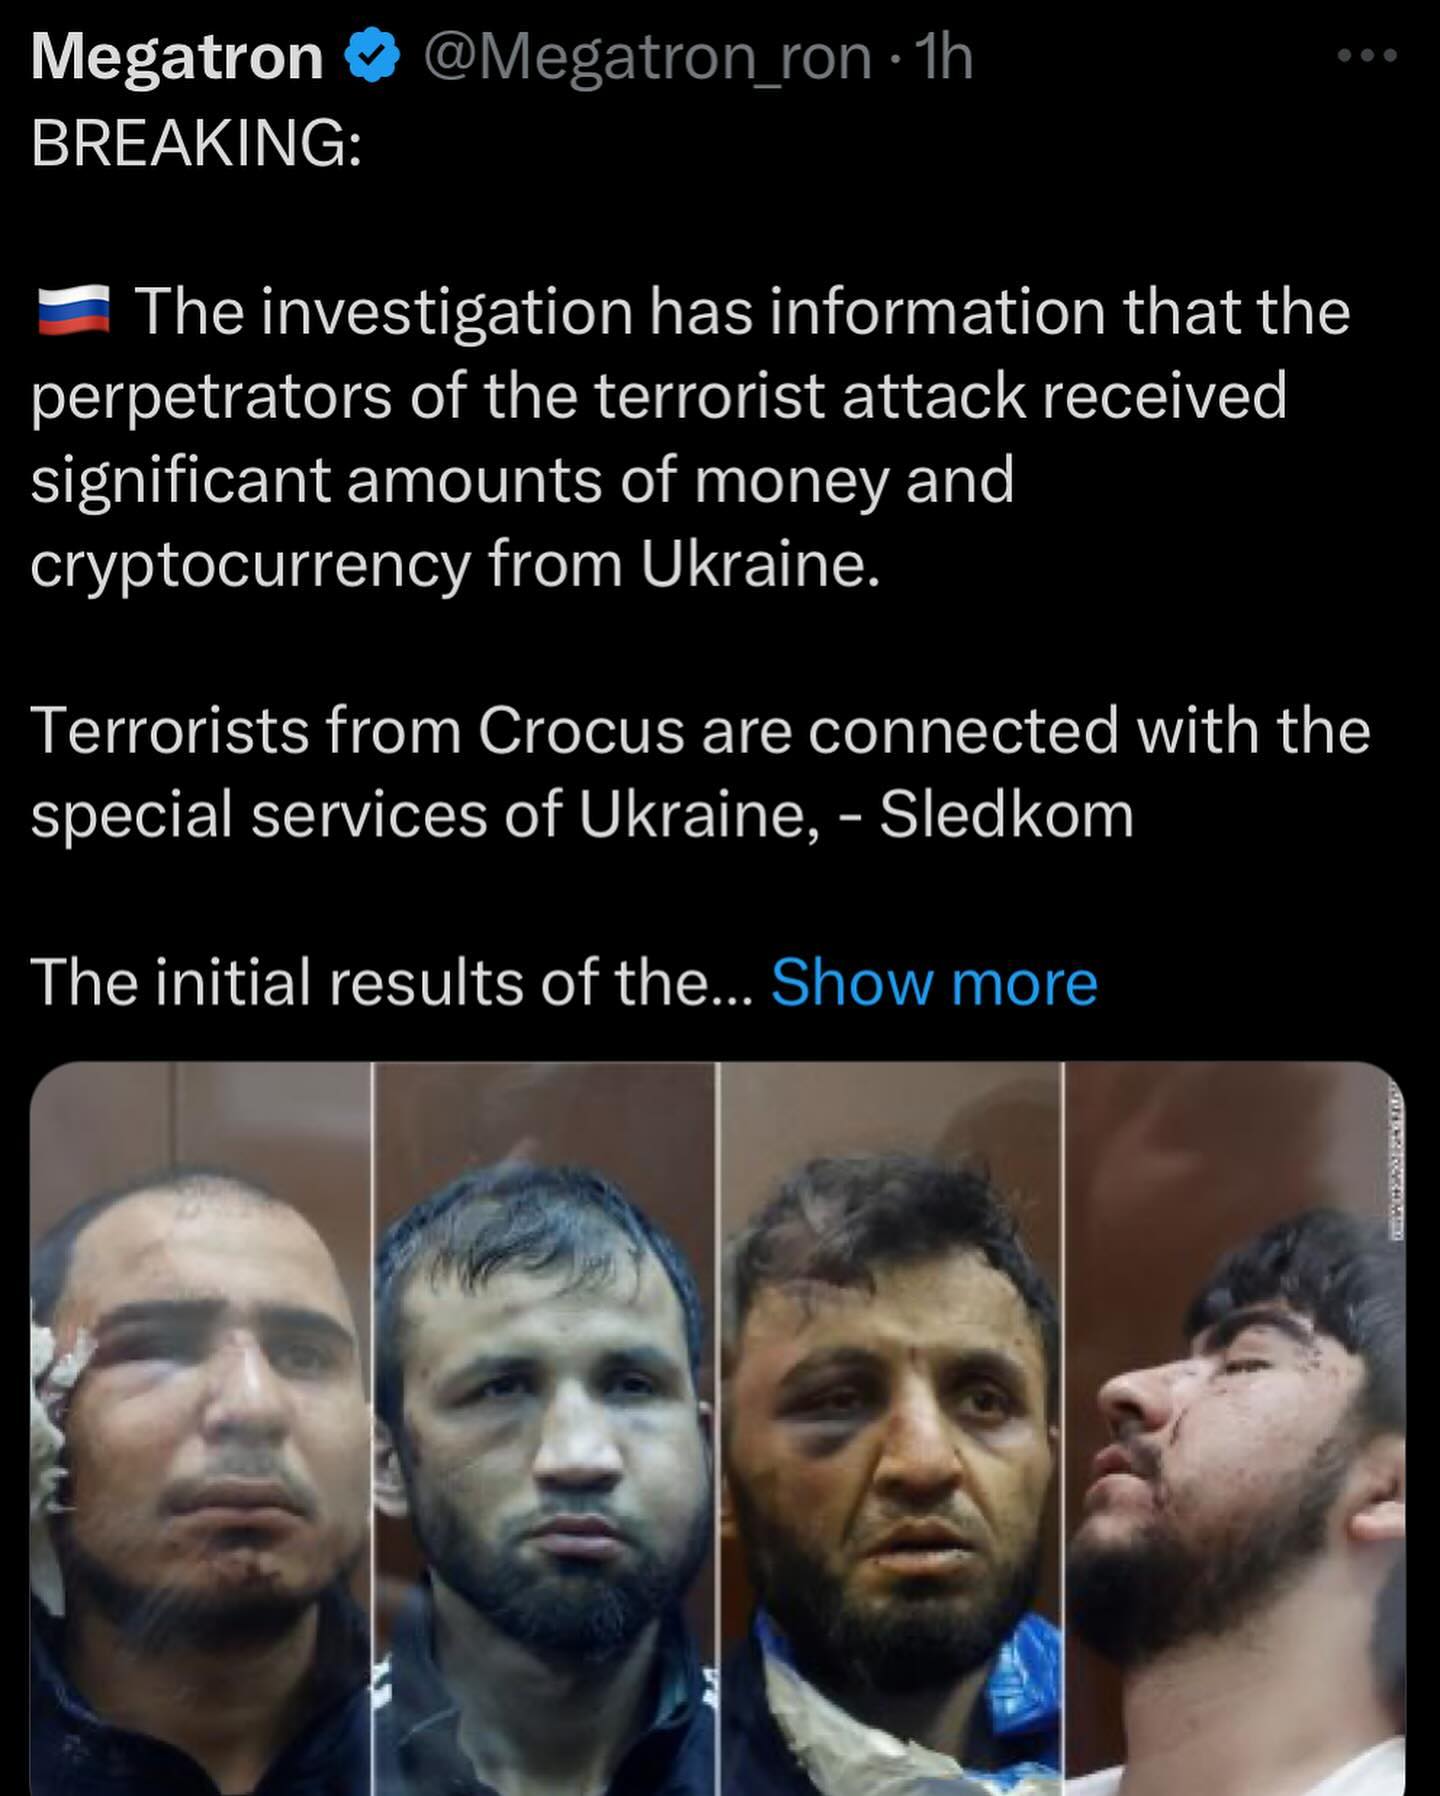 Megatron @Megatron_ron · 1h
BREAKING:
🇷🇺 The investigation has information that the
perpetrators of the terrorist attack received
significant amounts of money and
cryptocurrency from Ukraine.
Terrorists from Crocus are connected with the
special services of Ukraine, - Sledkom
The initial results of the... Show more